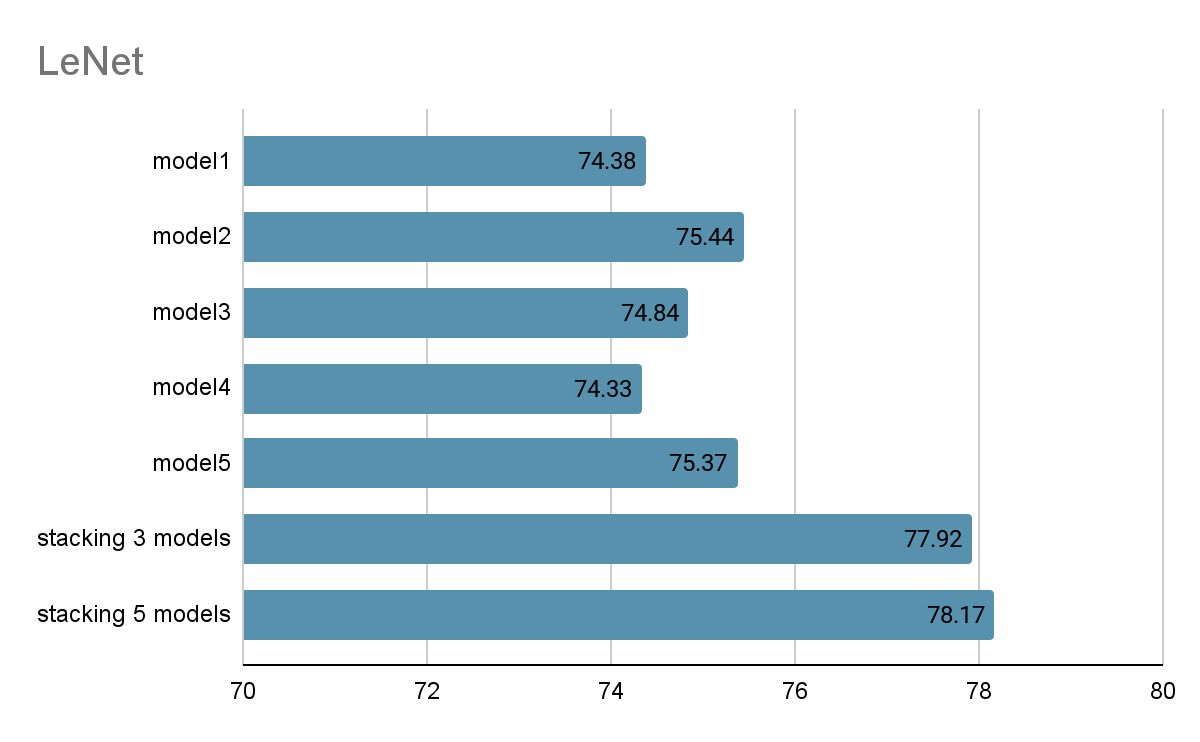 LeNet
model1
74.38
model2
75.44
model3
74.84
model4
74.33
model5
75.37
stacking 3 models
77.92
stacking 5 models
78.17
70 72 74 76 78 80